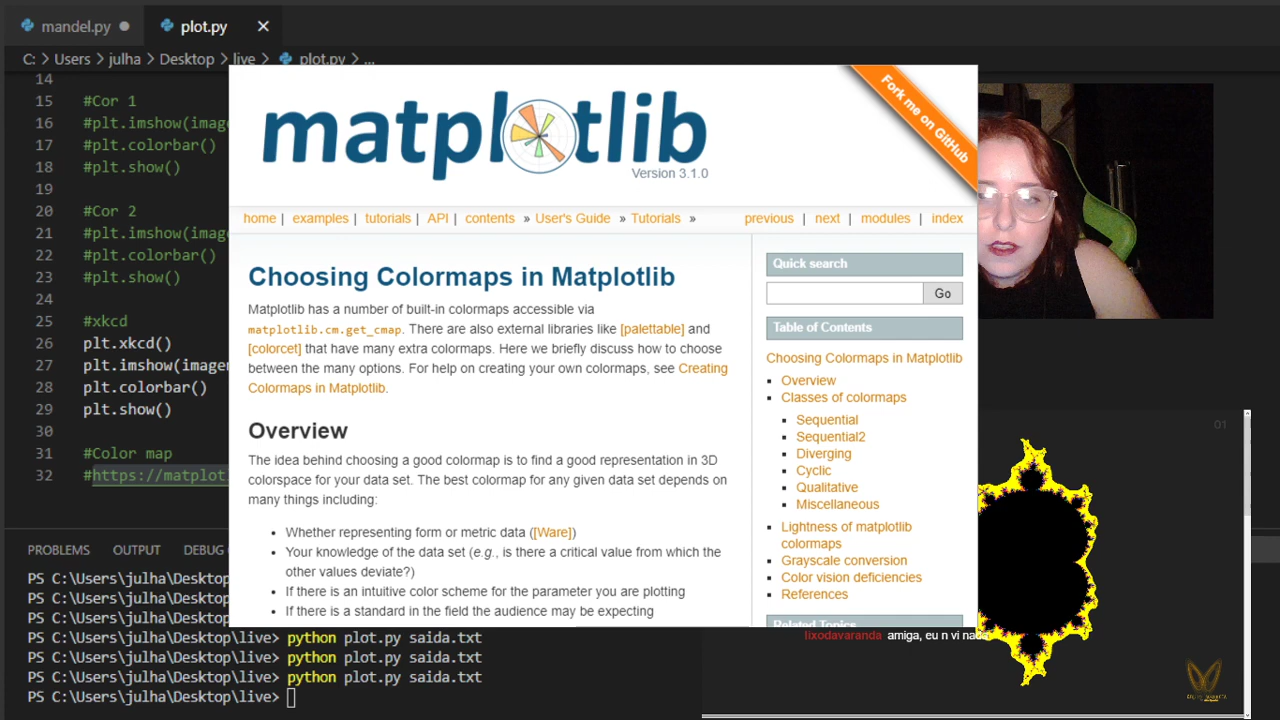 mandel.py
plot.py
C: > Users > julha > Desktop > live > plot.py > ...
14
15 #Cor 1
16 #plt.imshow(imag
17 #plt.colorbar()
18 #plt.show()
19
20 #Cor 2
21 #plt.imshow(imag
22 #plt.colorbar()
23 #plt.show()
24
25 #xkcd
26 plt.xkcd()
27 plt.imshow(image
28 plt.colorbar()
29 plt.show()
30
31 #Color map
32 #https://matplot
matplotlib
Version 3.1.0
Fork me on GitHub
home | examples | tutorials | API | contents » User's Guide » Tutorials »
previous | next | modules | index
Choosing Colormaps in Matplotlib
Matplotlib has a number of built-in colormaps accessible via
matplotlib.cm.get_cmap. There are also external libraries like [palettable] and
[colorcet] that have many extra colormaps. Here we briefly discuss how to choose
between the many options. For help on creating your own colormaps, see Creating
Colormaps in Matplotlib.
Overview
The idea behind choosing a good colormap is to find a good representation in 3D
colorspace for your data set. The best colormap for any given data set depends on
many things including:
• Whether representing form or metric data ([Ware])
• Your knowledge of the data set (e.g., is there a critical value from which the
other values deviate?)
• If there is an intuitive color scheme for the parameter you are plotting
• If there is a standard in the field the audience may be expecting
Quick search
Go
Table of Contents
Choosing Colormaps in Matplotlib
Overview
Classes of colormaps
Sequential
Sequential2
Diverging
Cyclic
Qualitative
Miscellaneous
Lightness of matplotlib
colormaps
Grayscale conversion
Color vision deficiencies
References
Related Topics
01
PROBLEMS OUTPUT DEBUG
PS C:\Users\julha\Desktop
PS C:\Users\julha\Desktop
PS C:\Users\julha\Desktop
PS C:\Users\julha\Desktop\live> python plot.py saida.txt
PS C:\Users\julha\Desktop\live> python plot.py saida.txt
PS C:\Users\julha\Desktop\live> python plot.py saida.txt
PS C:\Users\julha\Desktop\live>
lixodavaranda amiga, eu n vi nada